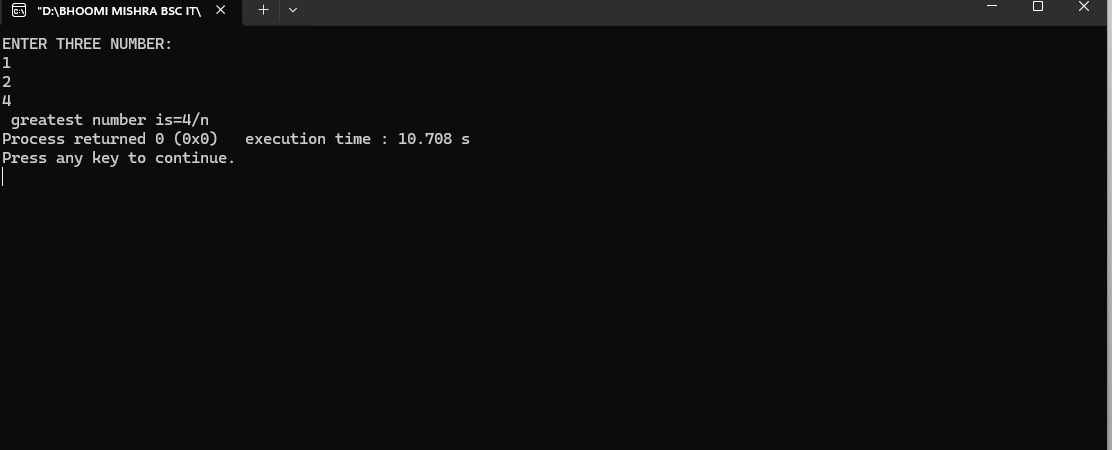 "D:\BHOOMI MISHRA BSC IT\
ENTER THREE NUMBER:
1
2
4
greatest number is=4/n
Process returned 0 (0x0)   execution time : 10.708 s
Press any key to continue.